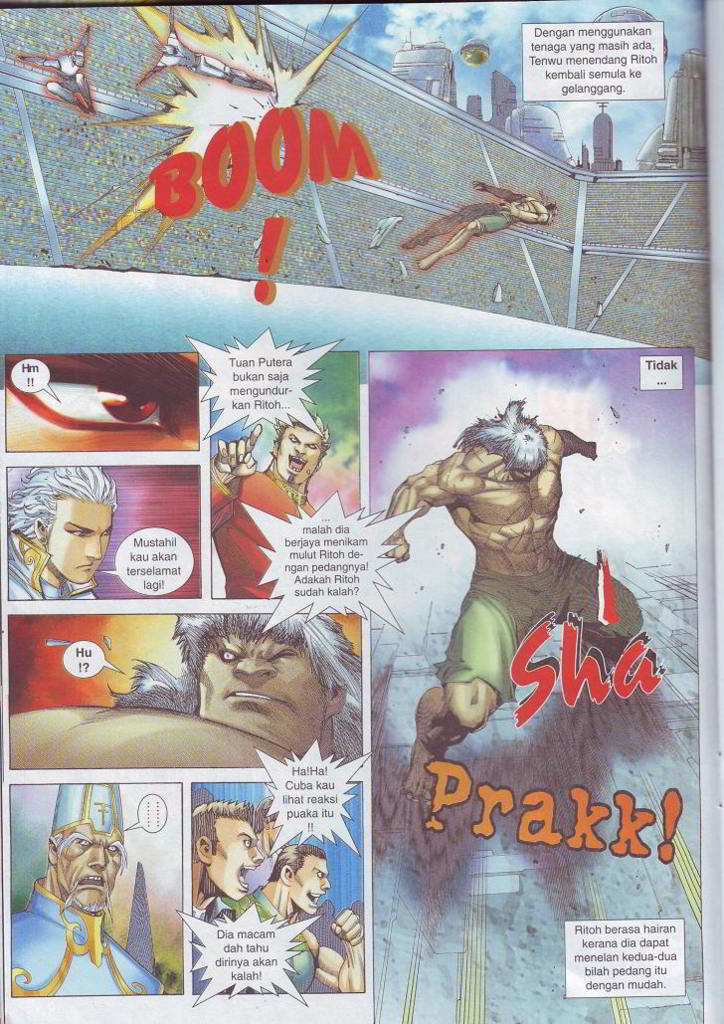 Dengan menggunakan
tenaga yang masih ada,
Tenwu menendang Ritoh
kembali semula ke
gelanggang.
BOOM
!
Hm
!!
Tuan Putera
bukan saja
mengundur-
kan Ritoh...
...
malah dia
berjaya menikam
mulut Ritoh de-
ngan pedangnya!
Adakah Ritoh
sudah kalah?
Mustahil
kau akan
terselamat
lagi!
Hu
!?
......
Ha!Ha!
Cuba kau
lihat reaksi
puaka itu
!!
Dia macam
dah tahu
dirinya akan
kalah!
Tidak
...
Sha
!
Prakk!
Ritoh berasa hairan
kerana dia dapat
menelan kedua-dua
bilah pedang itu
dengan mudah.